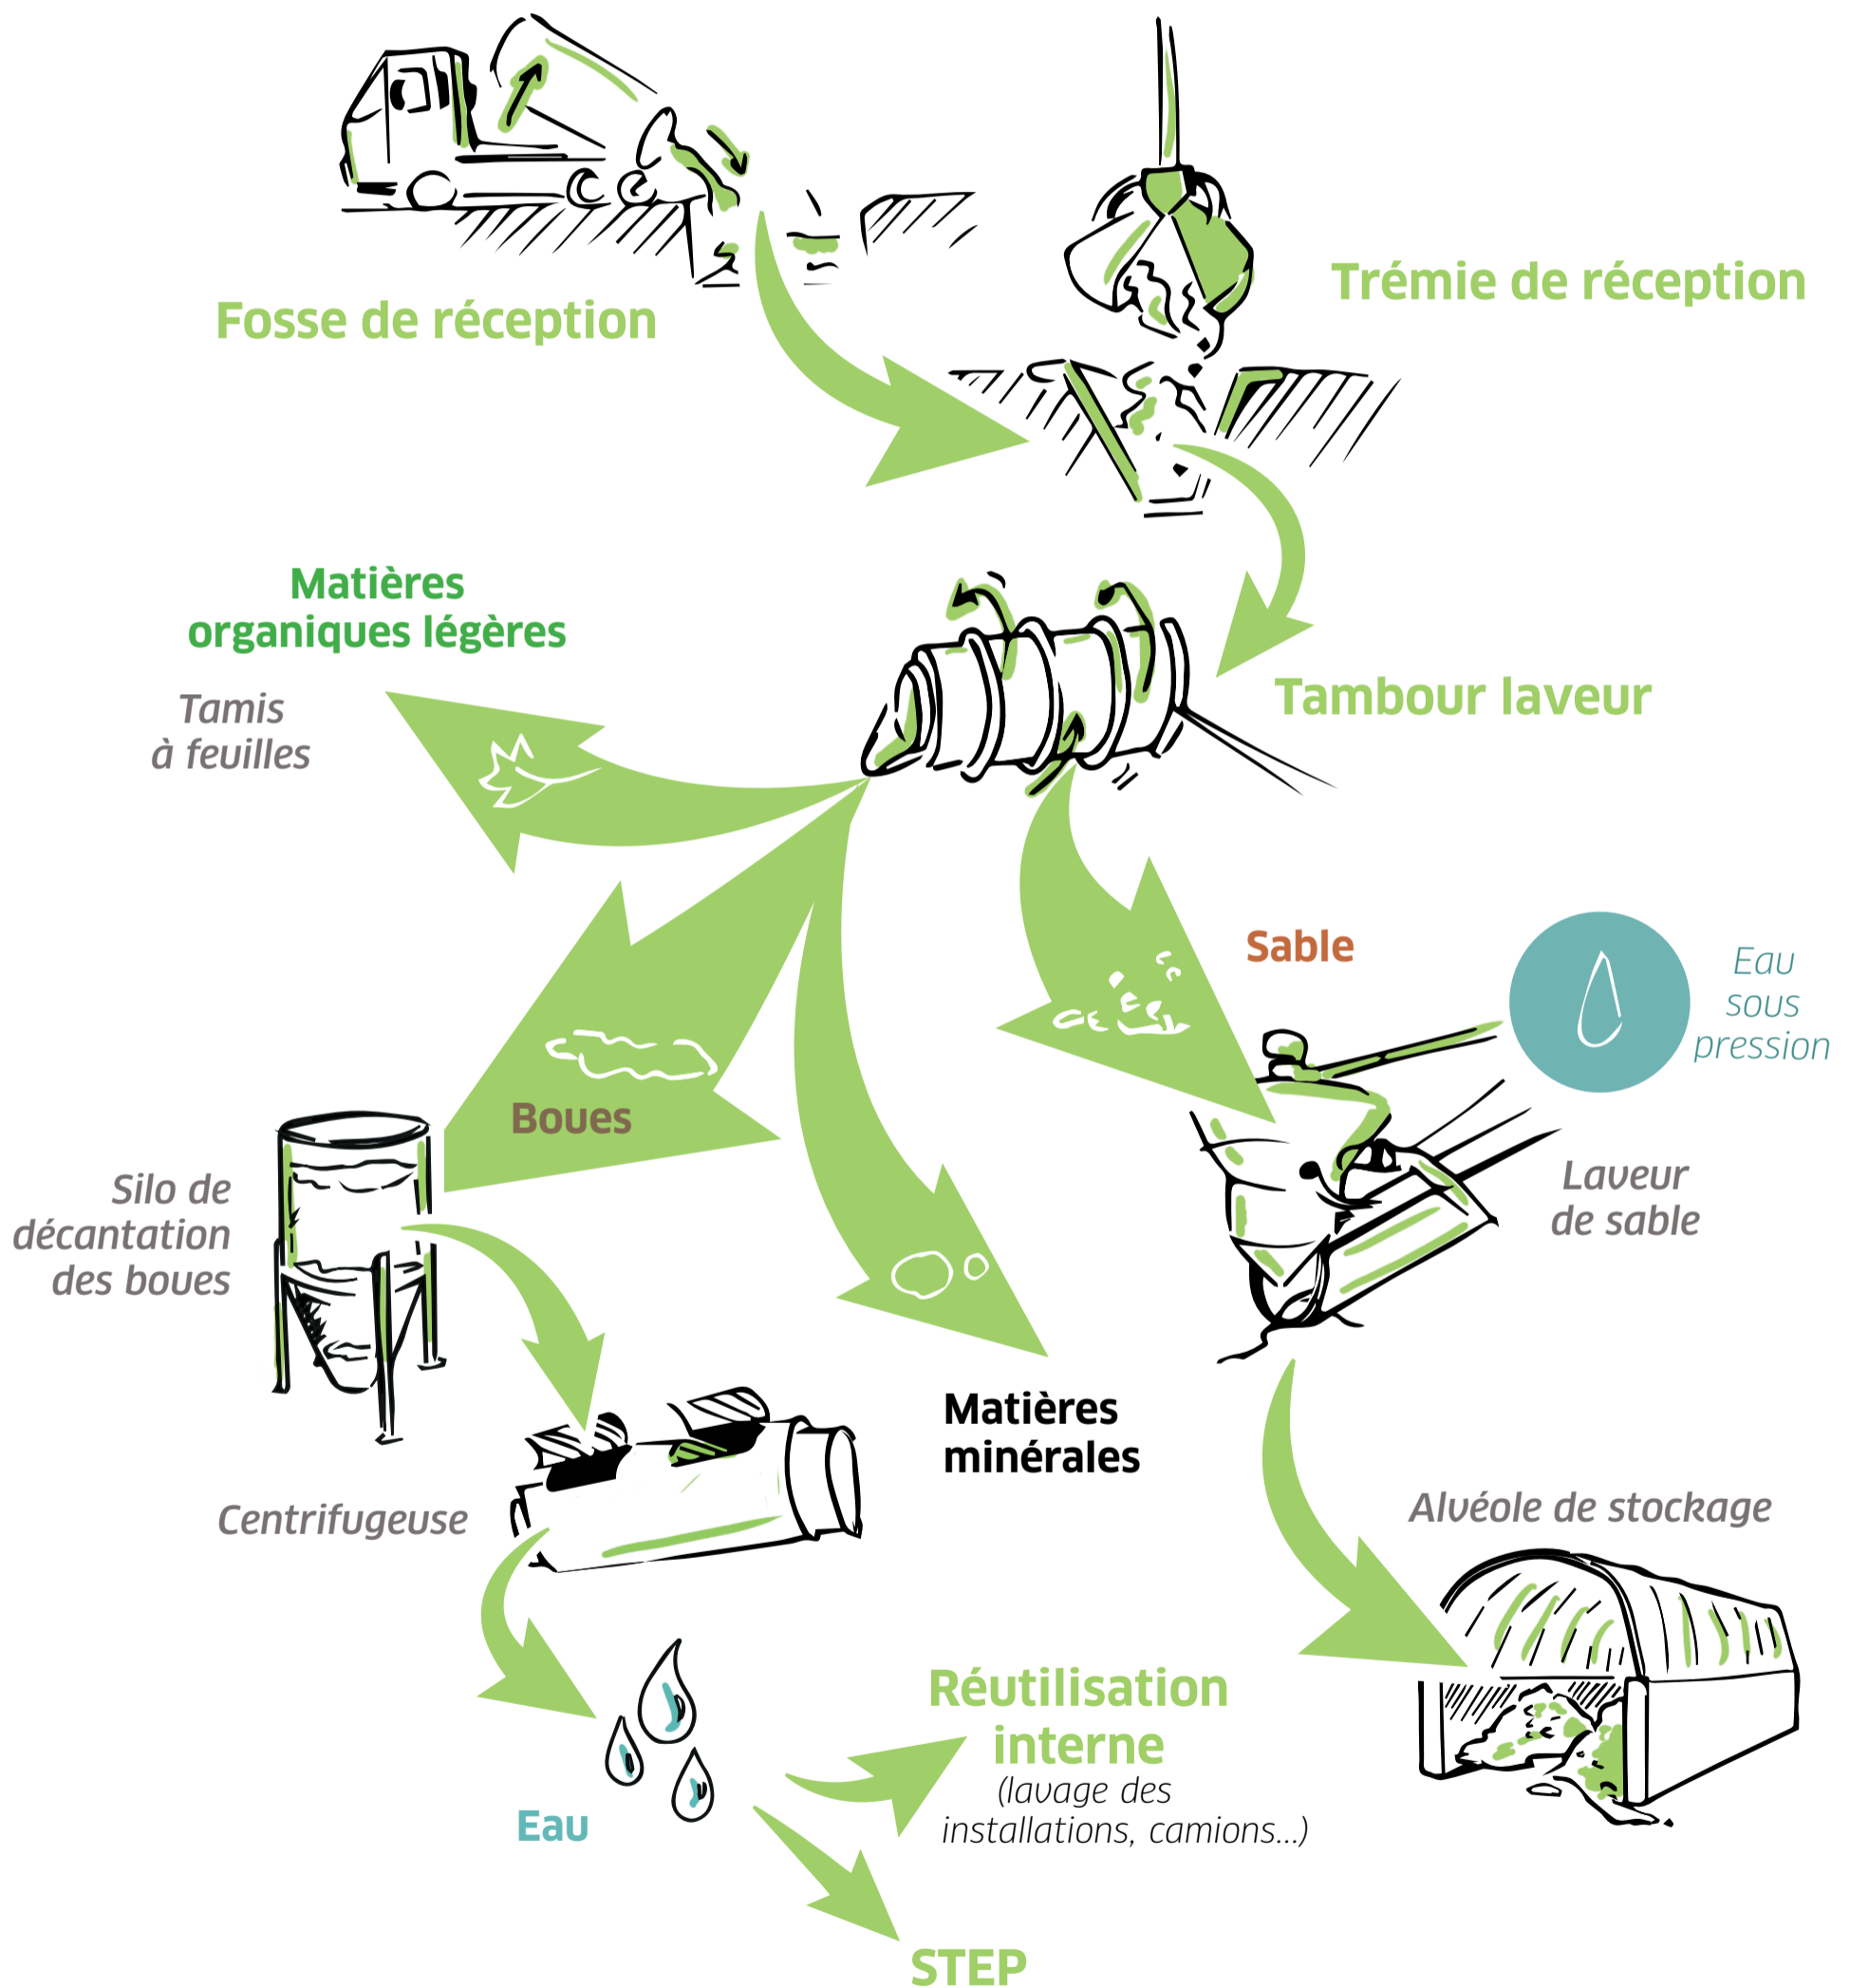 Fosse de réception
Trémie de réception
Matières
organiques légères
Tamis
à feuilles
Tambour laveur
Sable
Eau
sous
pression
Boues
Silo de
décantation
des boues
Laveur
de sable
Matières
minérales
Centrifugeuse
Alvéole de stockage
Réutilisation
interne
(lavage des
installations, camions...)
Eau
STEP